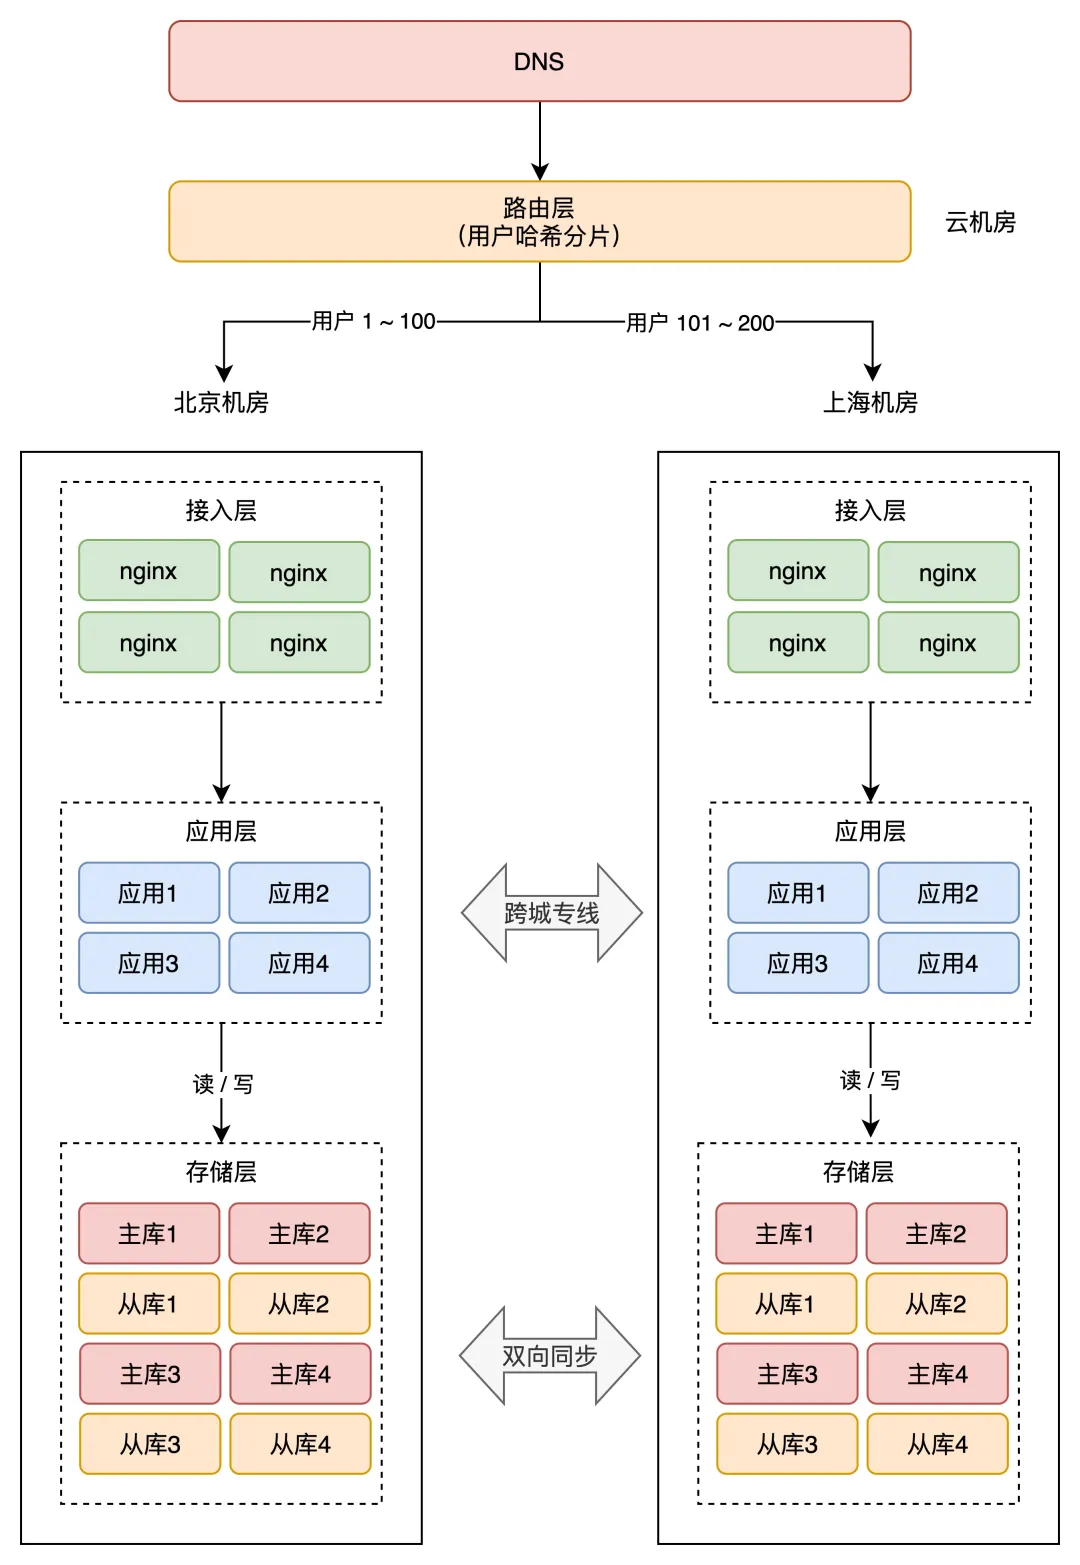 DNS
路由层
（用户哈希分片）
云机房
用户 1 ~ 100
用户 101 ~ 200
北京机房
上海机房
接入层
nginx
nginx
nginx
nginx
应用层
应用1
应用2
应用3
应用4
读 / 写
存储层
主库1
主库2
从库1
从库2
主库3
主库4
从库3
从库4
跨城专线
双向同步
接入层
nginx
nginx
nginx
nginx
应用层
应用1
应用2
应用3
应用4
读 / 写
存储层
主库1
主库2
从库1
从库2
主库3
主库4
从库3
从库4